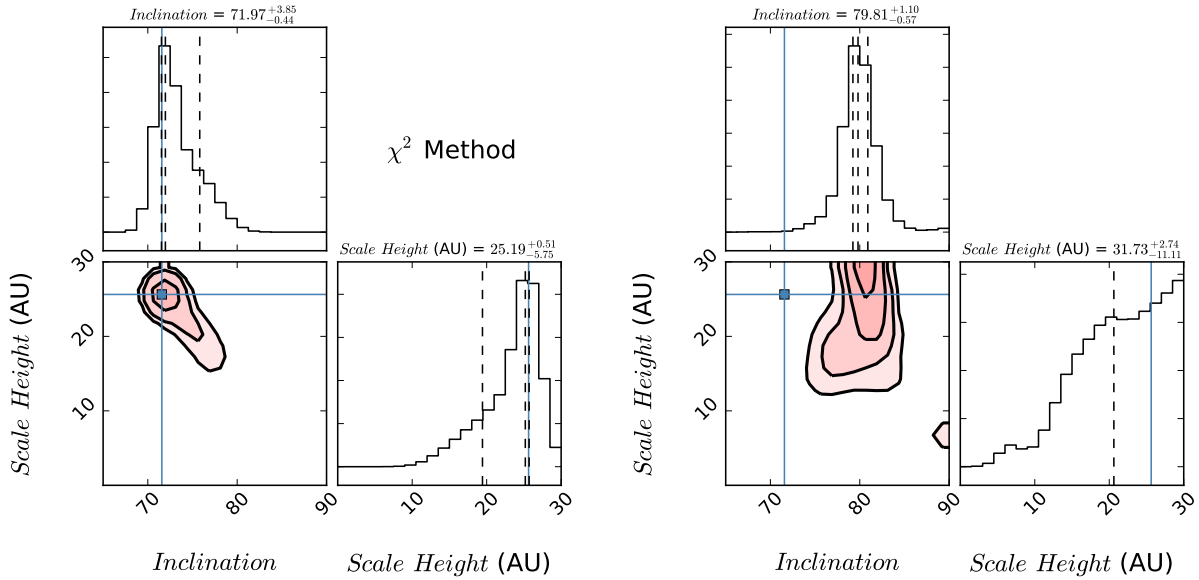 Inclination = 71.97 +3.85 −0.44
Inclination = 79.81 +1.10 −0.57
χ² Method
Scale Height (AU) = 25.19 +0.51 −5.75
Scale Height (AU) = 31.73 +2.74 −11.11
Scale Height (AU)
30
20
10
70
80
90
Inclination
10
20
30
Scale Height (AU)
Scale Height (AU)
30
20
10
70
80
90
Inclination
10
20
30
Scale Height (AU)